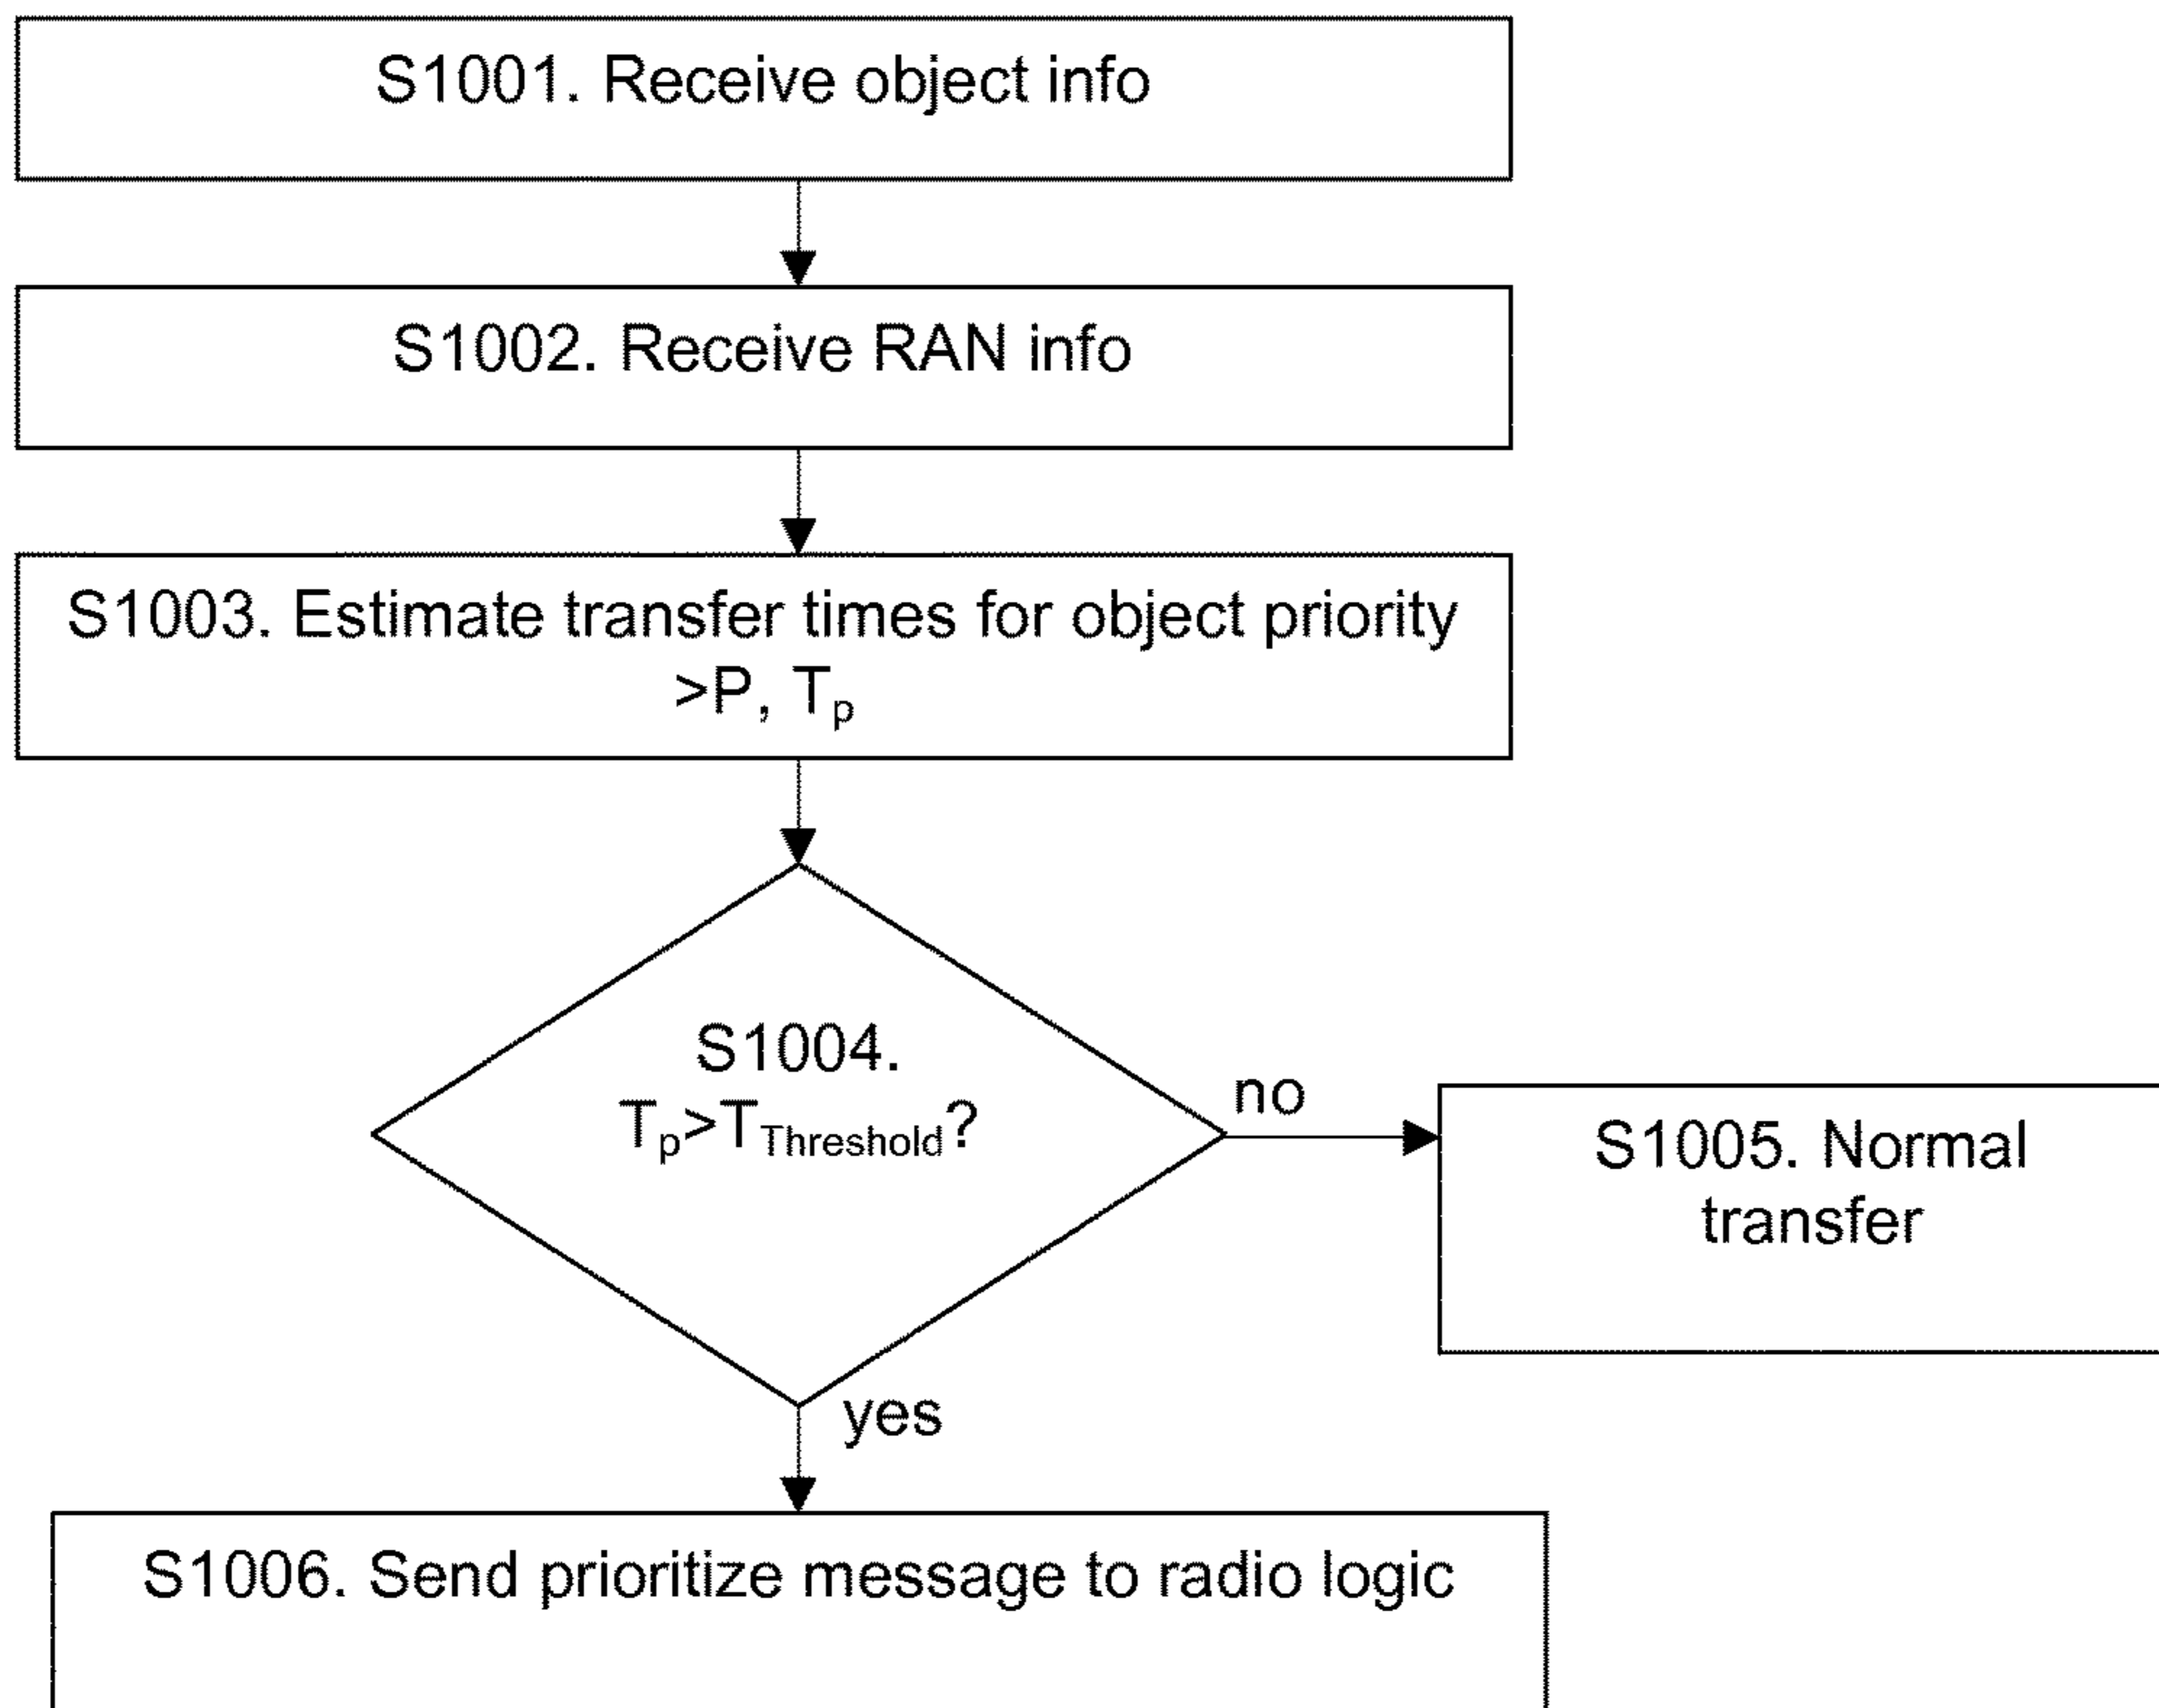 S1001. Receive object info
S1002. Receive RAN info
S1003. Estimate transfer times for object priority
>P, Tp
S1004.
Tp>TThreshold?
no
S1005. Normal
transfer
yes
S1006. Send prioritize message to radio logic